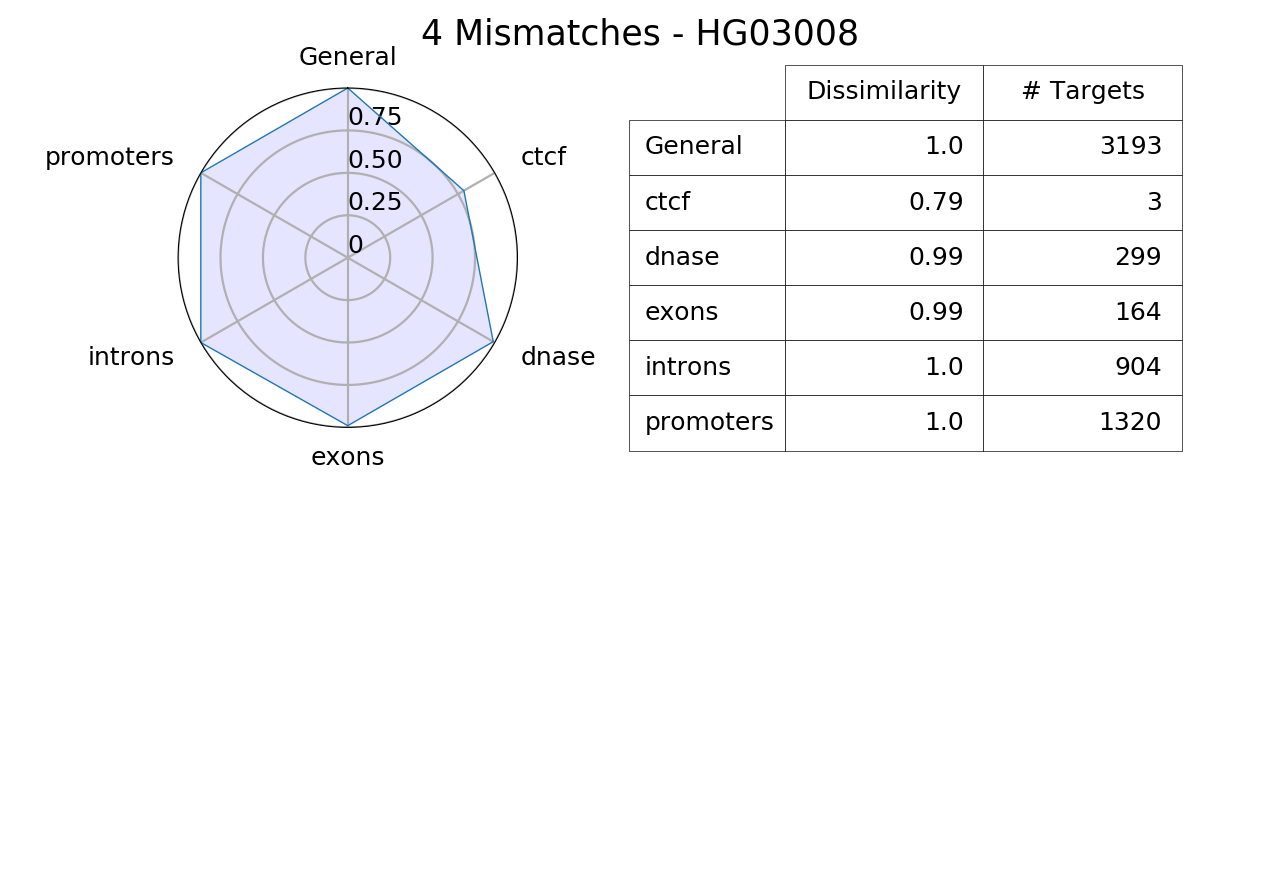 4 Mismatches - HG03008
General
0.75
0.50
0.25
0
promoters
ctcf
introns
dnase
exons
Dissimilarity # Targets
General 1.0 3193
ctcf 0.79 3
dnase 0.99 299
exons 0.99 164
introns 1.0 904
promoters 1.0 1320